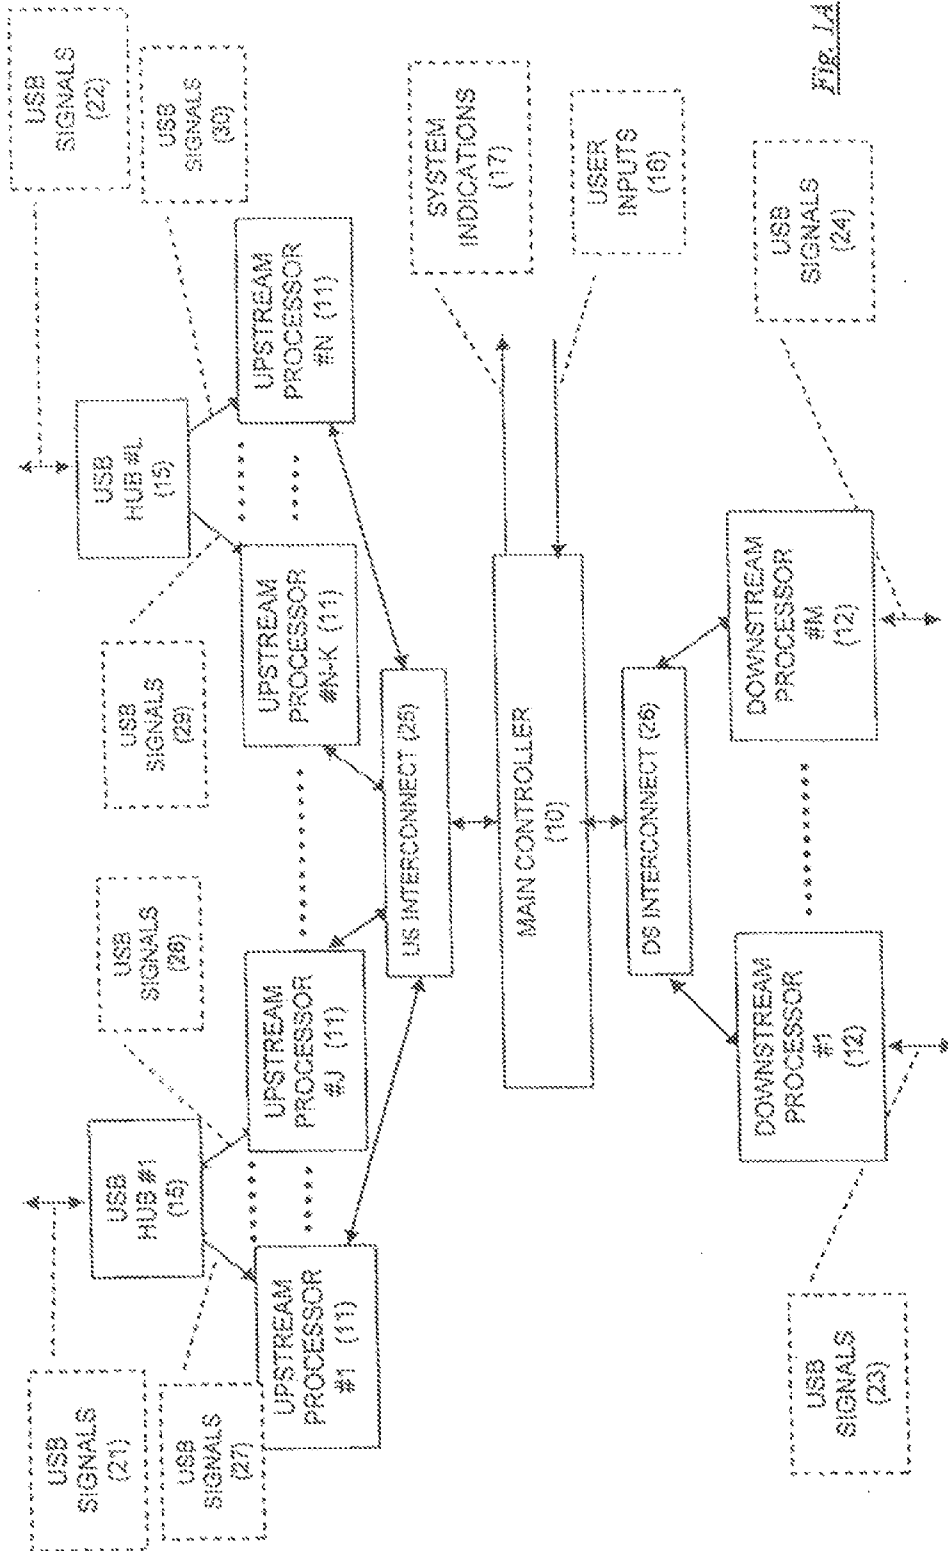 USB
SIGNALS
(21)
USB
SIGNALS
(27)
USB
HUB #1
(15)
USB
SIGNALS
(28)
USB
SIGNALS
(29)
USB
HUB #L
(15)
USB
SIGNALS
(22)
USB
SIGNALS
(30)
UPSTREAM
PROCESSOR
#1 (11)
UPSTREAM
PROCESSOR
#J (11)
UPSTREAM
PROCESSOR
#N-K (11)
UPSTREAM
PROCESSOR
#N (11)
US INTERCONNECT (25)
MAIN CONTROLLER
(10)
SYSTEM
INDICATIONS
(17)
USER
INPUTS
(16)
DS INTERCONNECT (26)
DOWNSTREAM
PROCESSOR
#1
(12)
DOWNSTREAM
PROCESSOR
#M
(12)
USB
SIGNALS
(23)
USB
SIGNALS
(24)
Fig. 1A